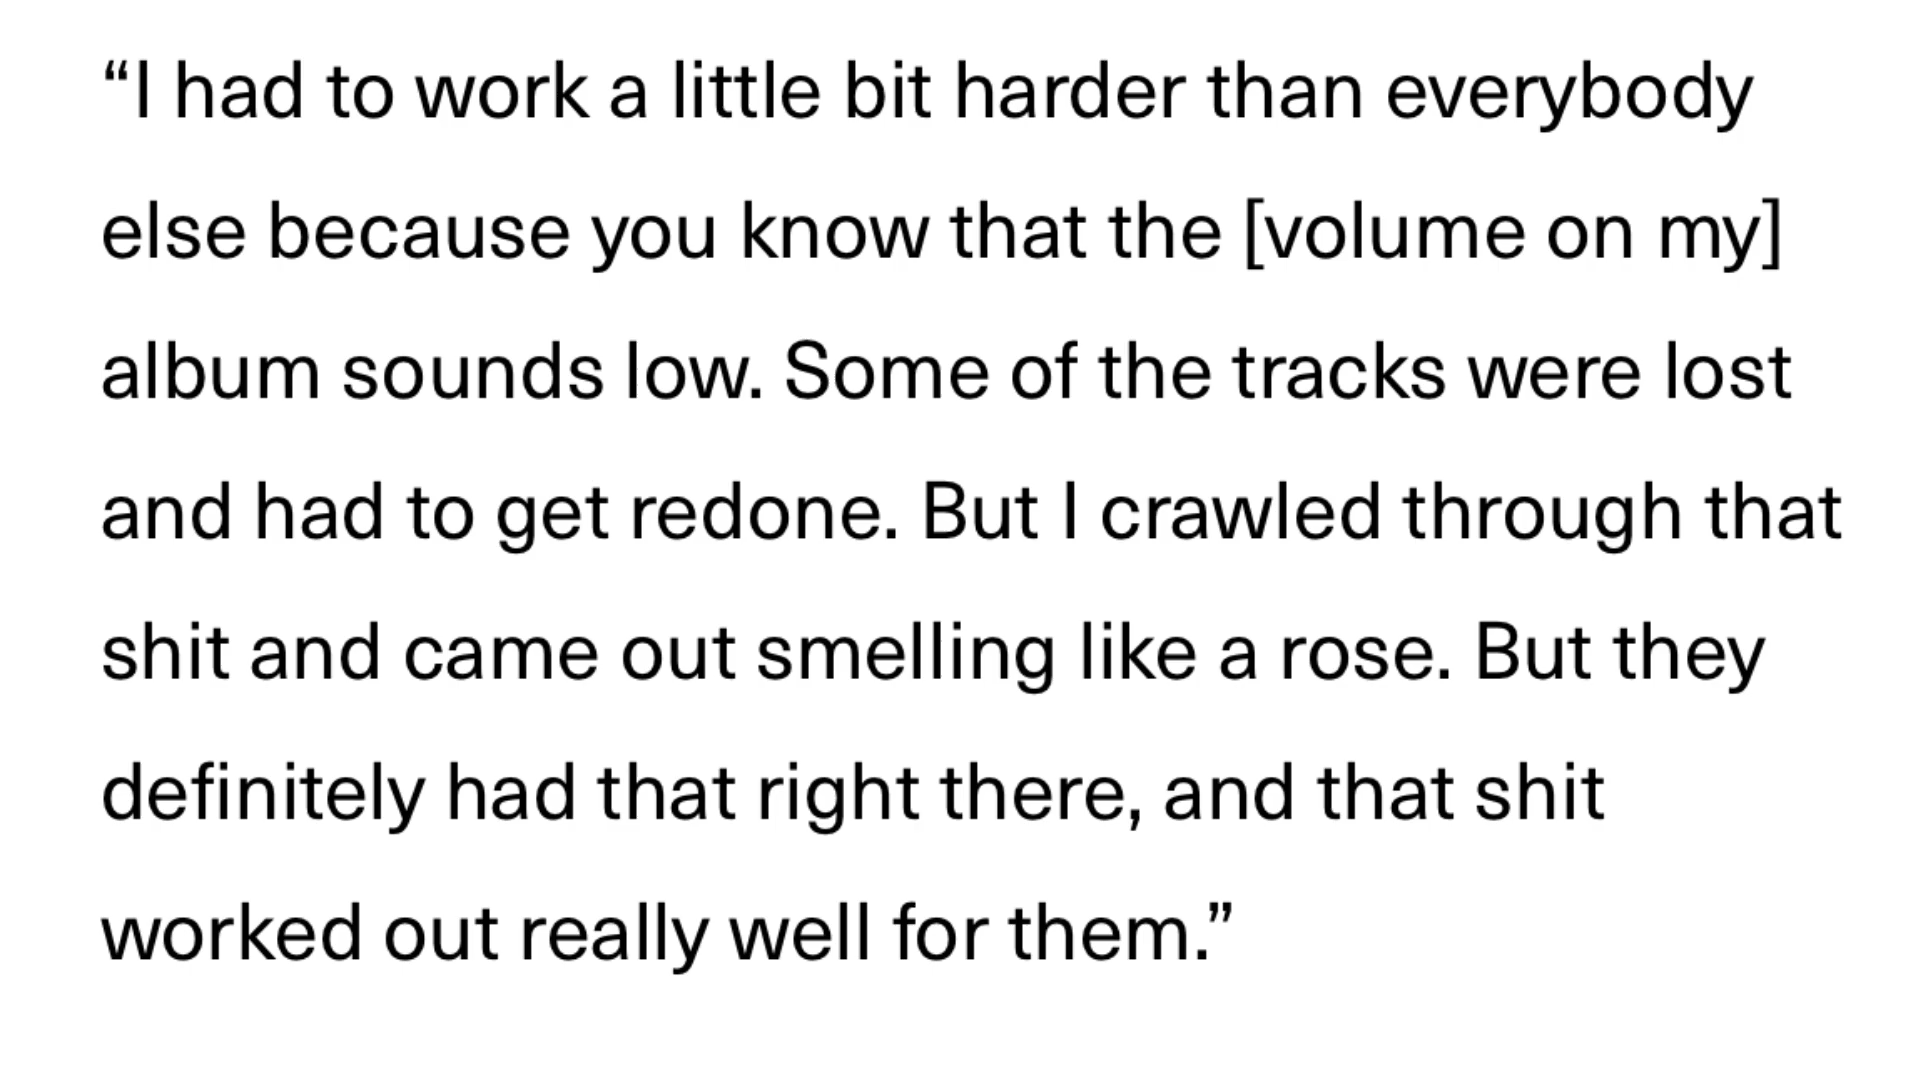 “I had to work a little bit harder than everybody
else because you know that the [volume on my]
album sounds low. Some of the tracks were lost
and had to get redone. But I crawled through that
shit and came out smelling like a rose. But they
definitely had that right there, and that shit
worked out really well for them.”